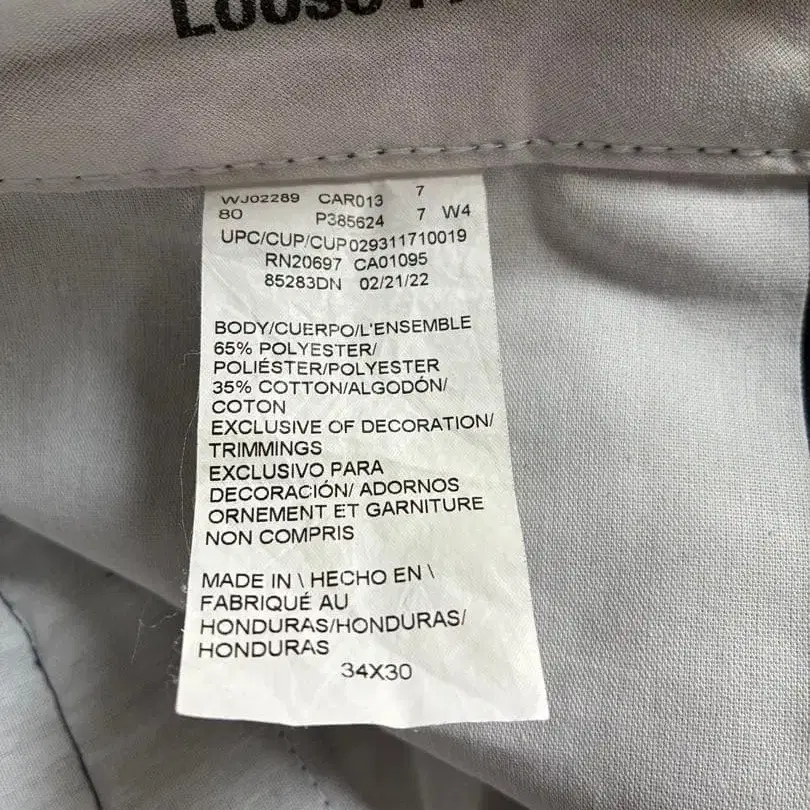 Loose
WJ02289 CAR013 7
80 P385624 7 W4
UPC/CUP/CUP029311710019
RN20697 CA01095
85283DN 02/21/22
BODY/CUERPO/L'ENSEMBLE
65% POLYESTER/
POLIÉSTER/POLYESTER
35% COTTON/ALGODÓN/
COTON
EXCLUSIVE OF DECORATION/
TRIMMINGS
EXCLUSIVO PARA
DECORACIÓN/ ADORNOS
ORNEMENT ET GARNITURE
NON COMPRIS
MADE IN \ HECHO EN \
FABRIQUÉ AU
HONDURAS/HONDURAS/
HONDURAS
34X30